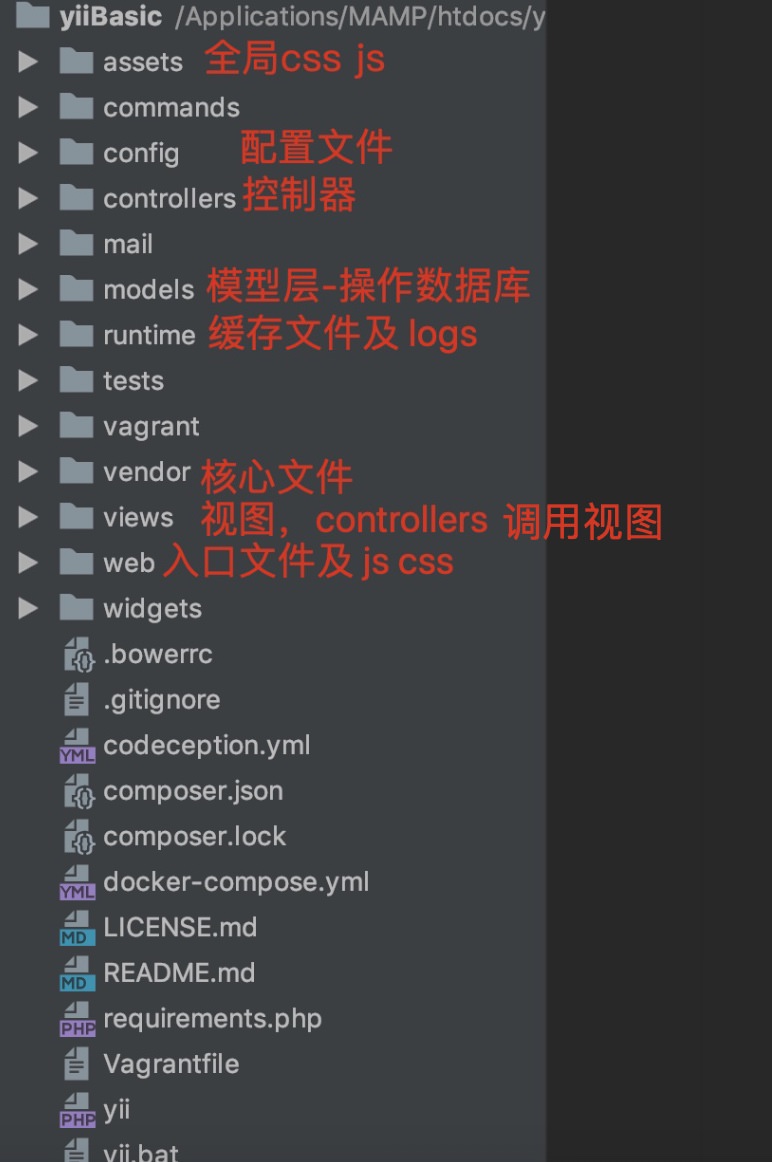 yiiBasic /Applications/MAMP/htdocs/y
assets 全局css js
commands
config 配置文件
controllers 控制器
mail
models 模型层-操作数据库
runtime 缓存文件及 logs
tests
vagrant
vendor 核心文件
views 视图，controllers 调用视图
web 入口文件及 js css
widgets
.bowerrc
.gitignore
YML codeception.yml
composer.json
composer.lock
YML docker-compose.yml
MD LICENSE.md
MD README.md
PHP requirements.php
Vagrantfile
PHP yii
yii.bat